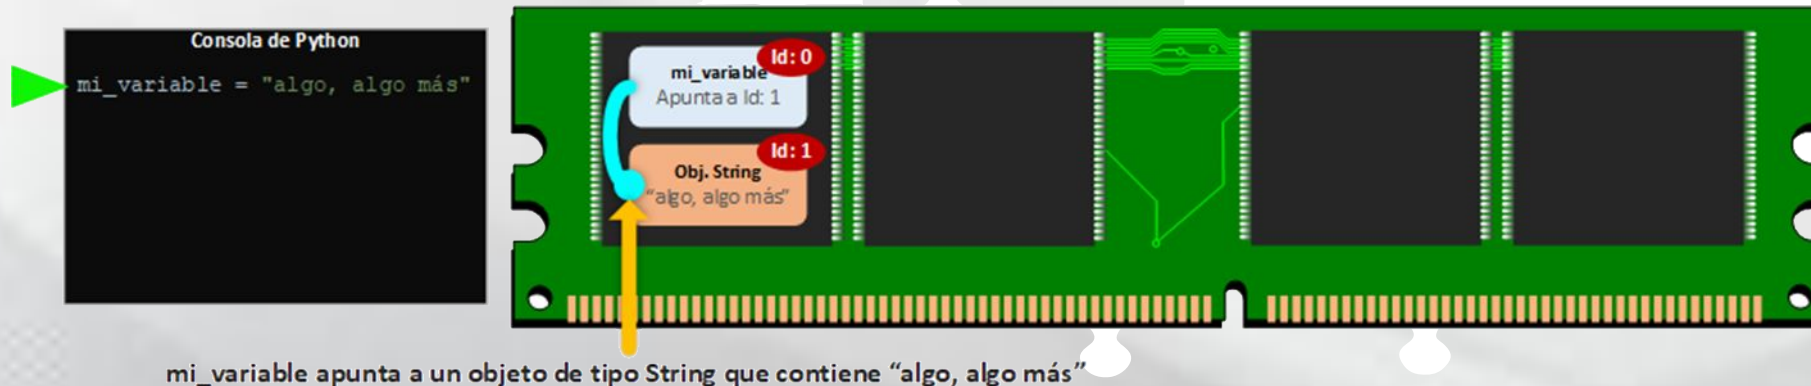 Consola de Python
mi_variable = "algo, algo más"
Id: 0
mi_variable
Apunta a Id: 1
Id: 1
Obj. String
“algo, algo más”
mi_variable apunta a un objeto de tipo String que contiene “algo, algo más”